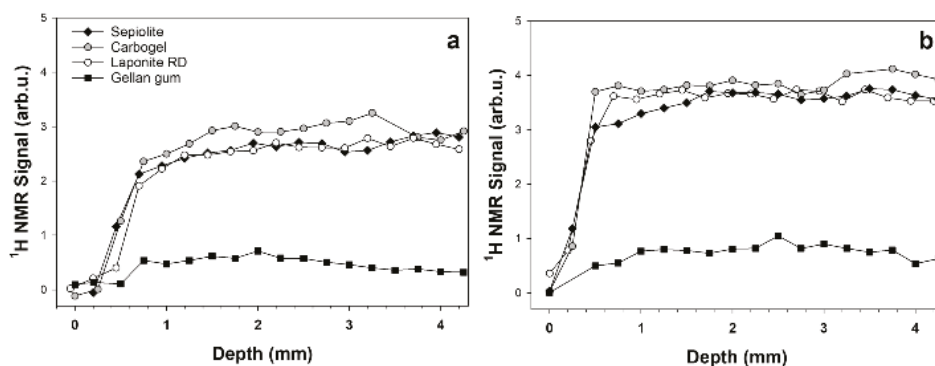 5
4
3
2
1
0
¹H NMR Signal (arb.u.)
Sepiolite
Carbogel
Laponite RD
Gellan gum
a
0 1 2 3 4
Depth (mm)
5
4
3
2
1
0
¹H NMR Signal (arb.u.)
b
0 1 2 3 4
Depth (mm)